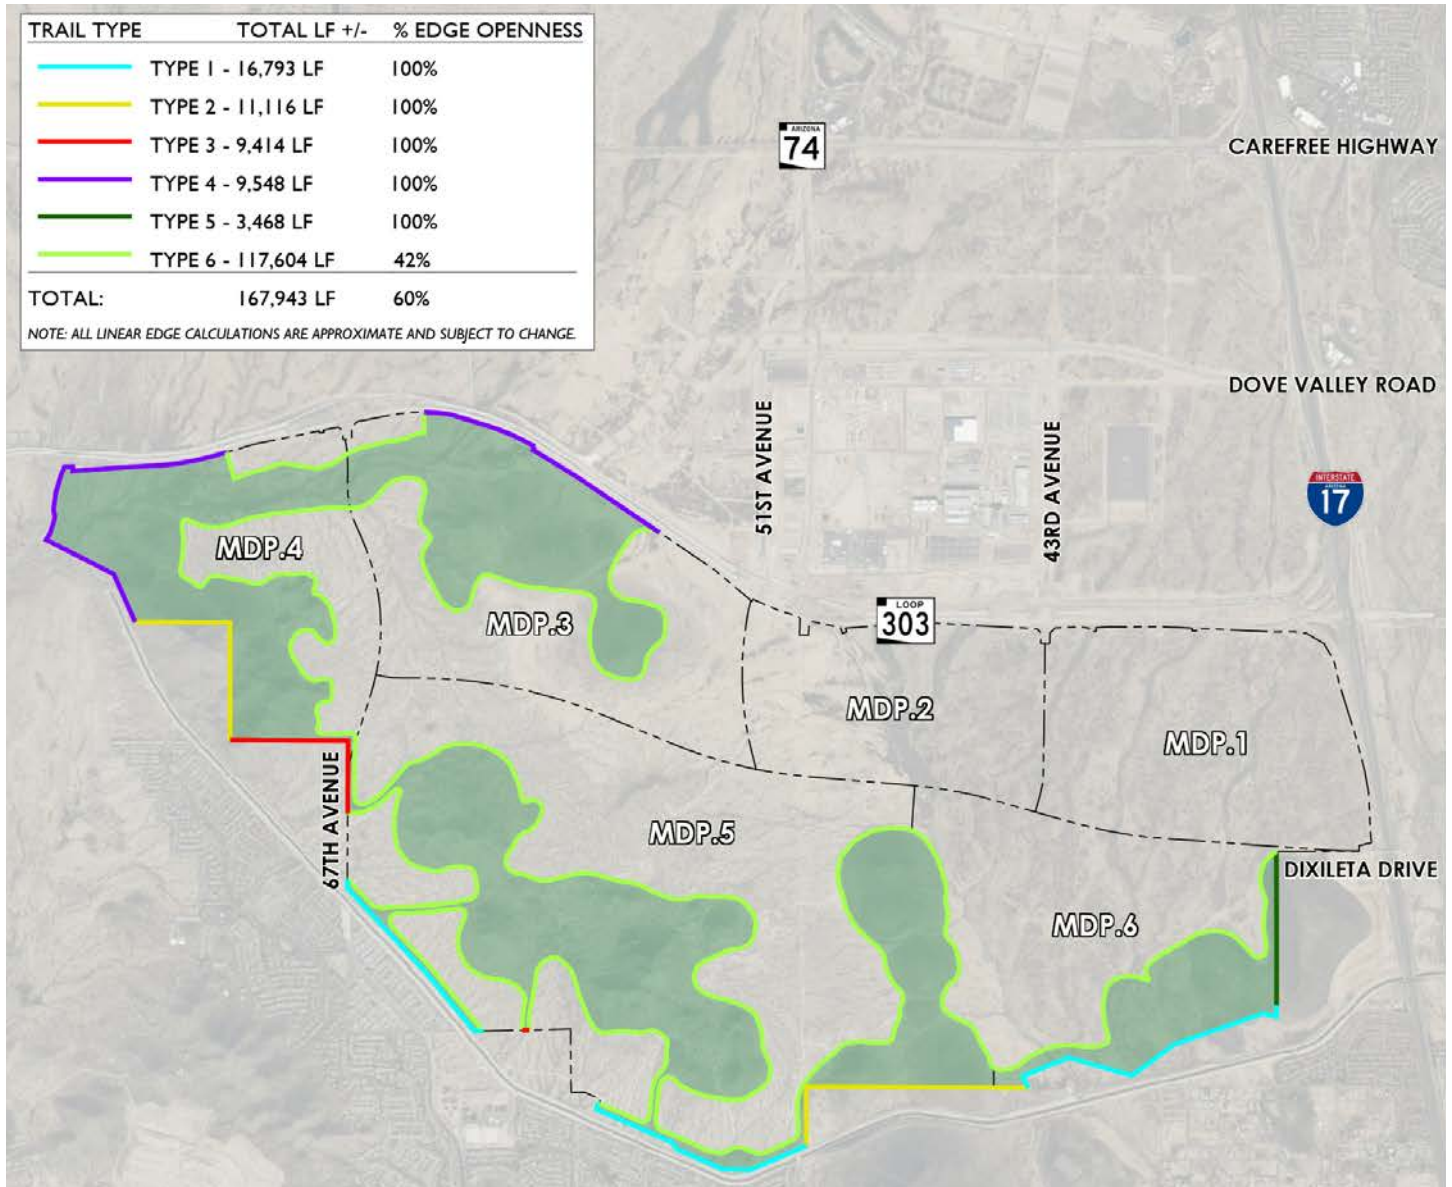 TRAIL TYPE TOTAL LF +/- % EDGE OPENNESS
TYPE 1 - 16,793 LF 100%
TYPE 2 - 11,116 LF 100%
TYPE 3 - 9,414 LF 100%
TYPE 4 - 9,548 LF 100%
TYPE 5 - 3,468 LF 100%
TYPE 6 - 117,604 LF 42%
TOTAL: 167,943 LF 60%
NOTE: ALL LINEAR EDGE CALCULATIONS ARE APPROXIMATE AND SUBJECT TO CHANGE.
ARIZONA
74
CAREFREE HIGHWAY
DOVE VALLEY ROAD
51ST AVENUE
43RD AVENUE
INTERSTATE
ARIZONA
17
MDP.4
MDP.3
LOOP
303
MDP.2
MDP.1
67TH AVENUE
MDP.5
DIXILETA DRIVE
MDP.6